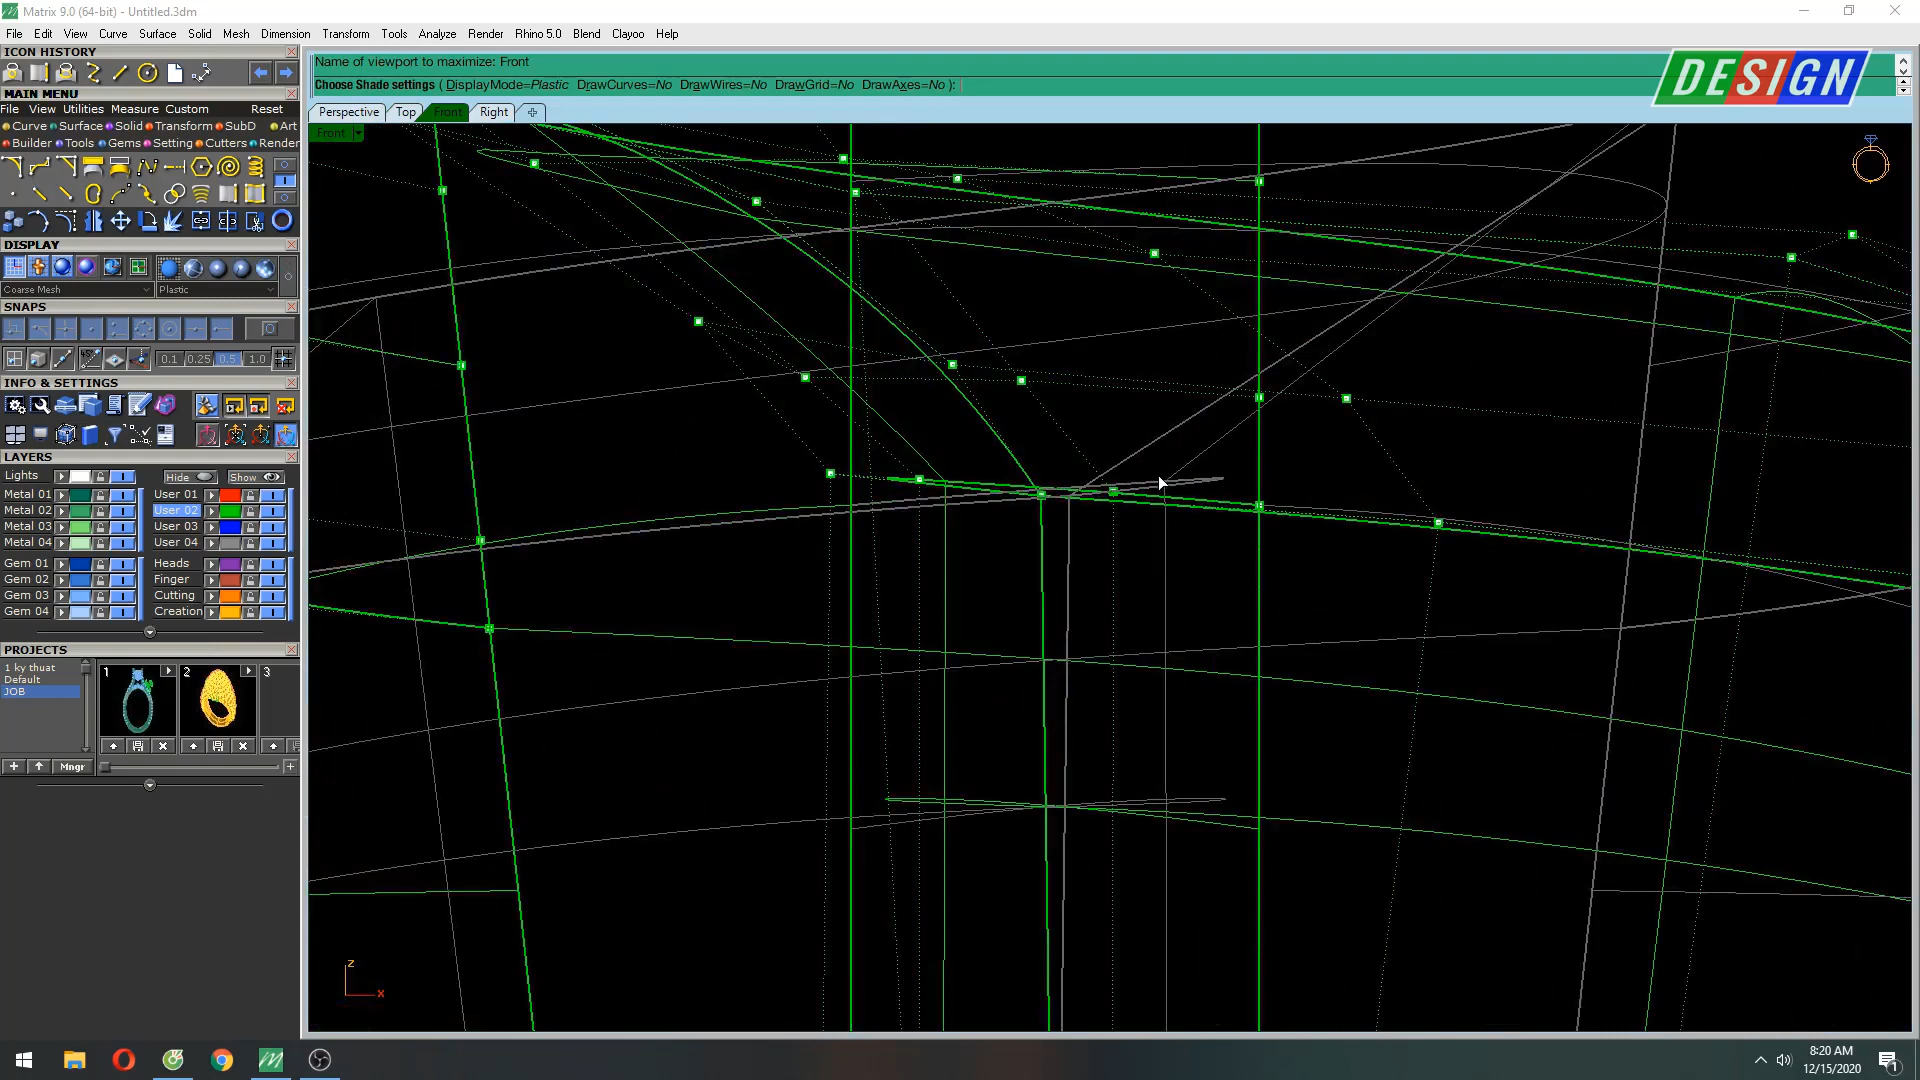 Matrix 9.0 (64-bit) - Untitled.3dm
File Edit View Curve Surface Solid Mesh Dimension Transform Tools Analyze Render Rhino 5.0 Blend Clayoo Help
ICON HISTORY
Name of viewport to maximize: Front
Choose Shade settings ( DisplayMode=Plastic DrawCurves=No DrawWires=No DrawGrid=No DrawAxes=No ):
DESIGN
MAIN MENU
File View Utilities Measure Custom Reset
Perspective Top Front Right
Curve Surface Solid Transform SubD Art
Front
Builder Tools Gems Setting Cutters Render
DISPLAY
Coarse Mesh Plastic
SNAPS
0.1 0.25 0.5 1.0
INFO & SETTINGS
LAYERS
Lights Hide Show
Metal 01 User 01
Metal 02 User 02
Metal 03 User 03
Metal 04 User 04
Gem 01 Heads
Gem 02 Finger
Gem 03 Cutting
Gem 04 Creation
PROJECTS
1 ky thuat
Default
JOB
1 2 3
Mngr
z
x
8:20 AM
12/15/2020
1